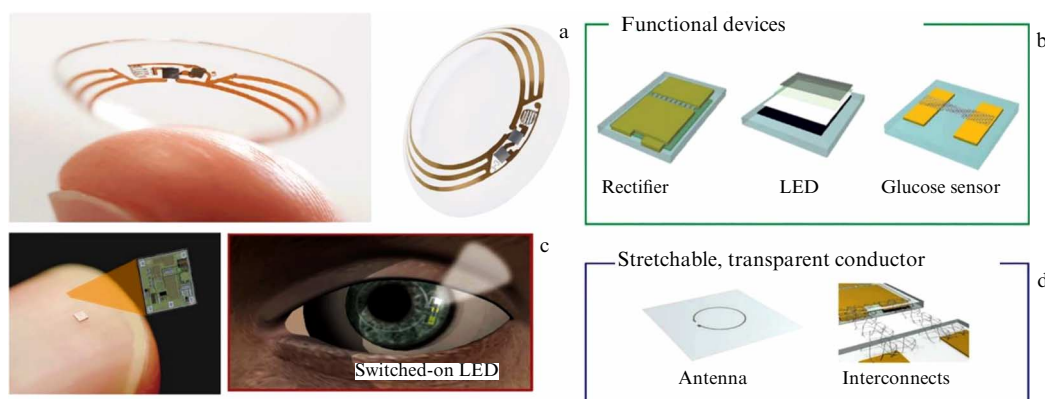 a
Functional devices
b
Rectifier
LED
Glucose sensor
c
Switched-on LED
Stretchable, transparent conductor
d
Antenna
Interconnects